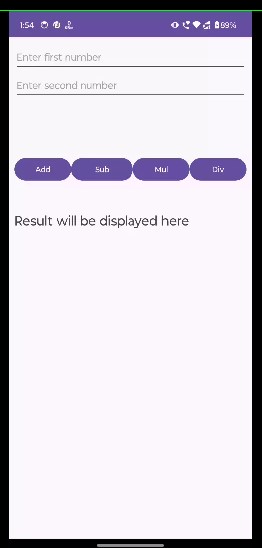 1:54 89%
Enter first number
Enter second number
Add Sub Mul Div
Result will be displayed here